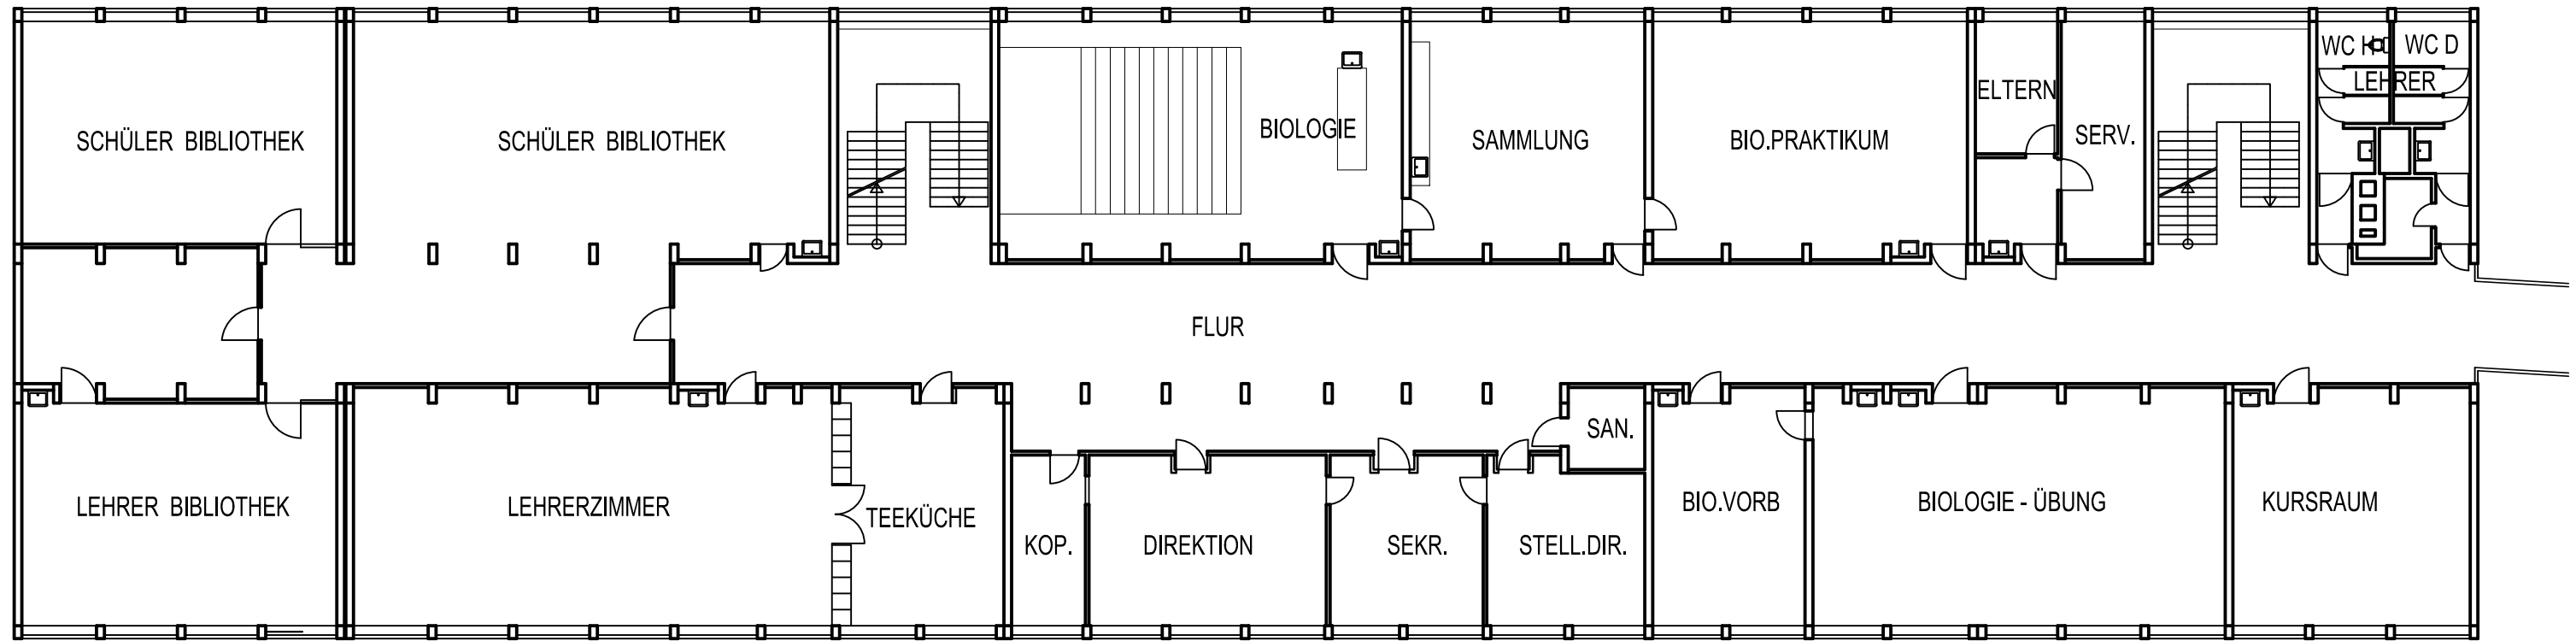 SCHÜLER BIBLIOTHEK
SCHÜLER BIBLIOTHEK
BIOLOGIE
SAMMLUNG
BIO.PRAKTIKUM
ELTERN
SERV.
WC H
WC D
LEHRER
FLUR
LEHRER BIBLIOTHEK
LEHRERZIMMER
TEEKÜCHE
KOP.
DIREKTION
SEKR.
STELL.DIR.
SAN.
BIO.VORB
BIOLOGIE - ÜBUNG
KURSRAUM